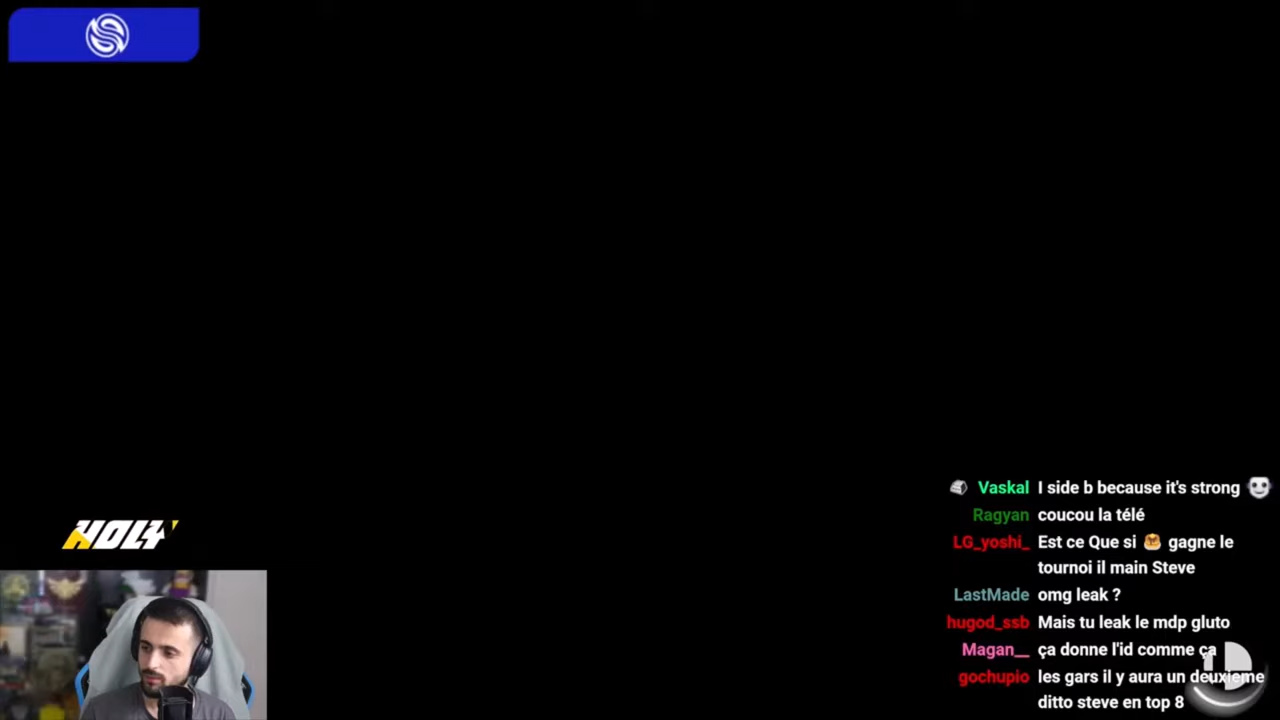 Vaskal I side b because it's strong
Ragyan coucou la télé
LG_yoshi_ Est ce Que si gagne le
tournoi il main Steve
LastMade omg leak ?
hugod_ssb Mais tu leak le mdp gluto
Magan__ ça donne l'id comme ça
gochupio les gars il y aura un deuxieme
ditto steve en top 8
HOLY